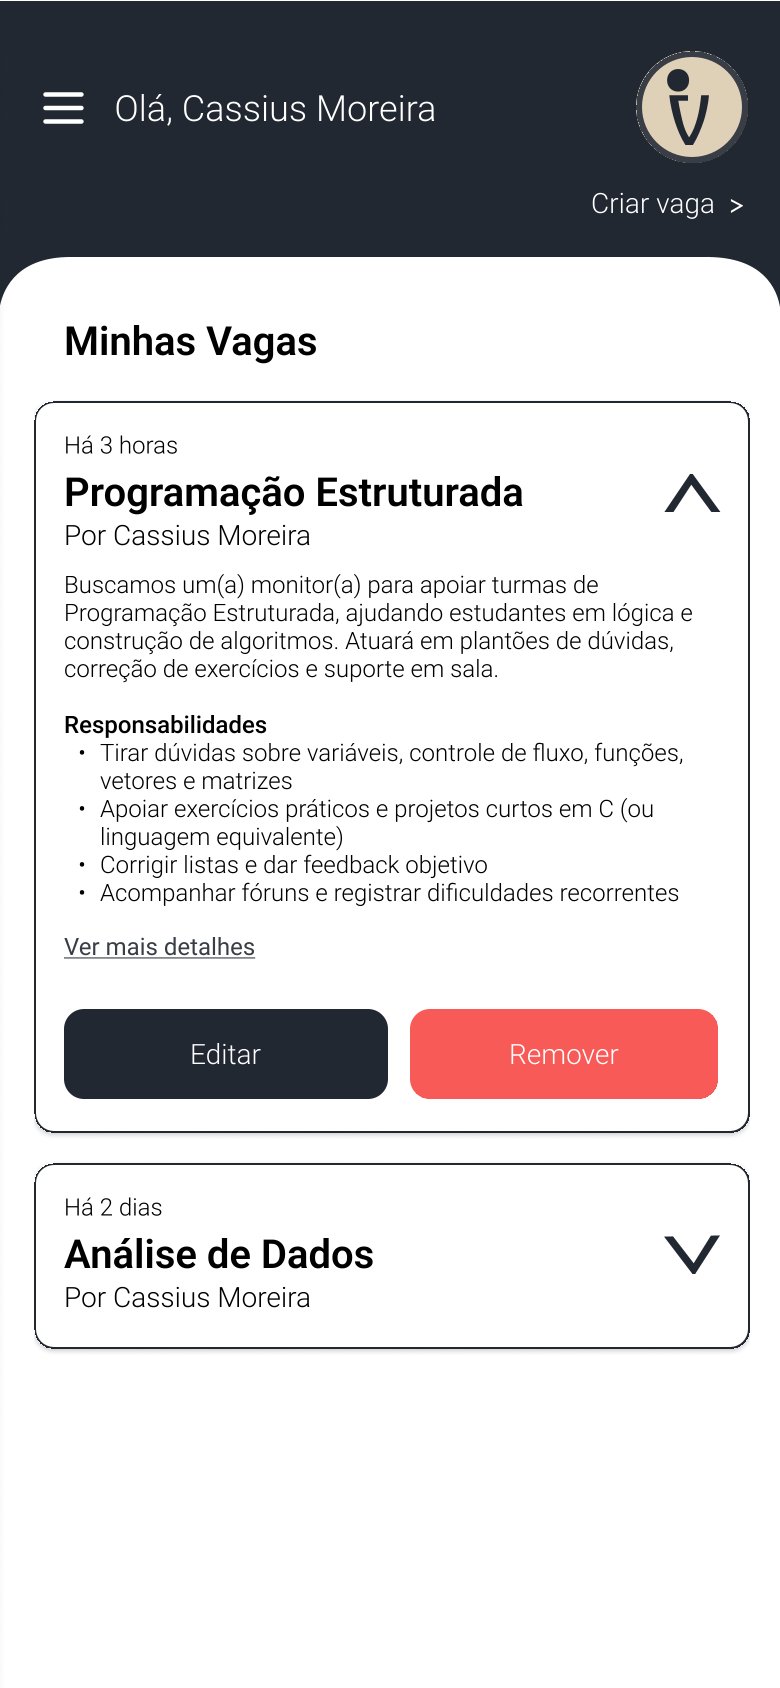 Olá, Cassius Moreira
Criar vaga >
Minhas Vagas
Há 3 horas
Programação Estruturada
Por Cassius Moreira
Buscamos um(a) monitor(a) para apoiar turmas de
Programação Estruturada, ajudando estudantes em lógica e
construção de algoritmos. Atuará em plantões de dúvidas,
correção de exercícios e suporte em sala.
Responsabilidades
• Tirar dúvidas sobre variáveis, controle de fluxo, funções,
vetores e matrizes
• Apoiar exercícios práticos e projetos curtos em C (ou
linguagem equivalente)
• Corrigir listas e dar feedback objetivo
• Acompanhar fóruns e registrar dificuldades recorrentes
Ver mais detalhes
Editar
Remover
Há 2 dias
Análise de Dados
Por Cassius Moreira